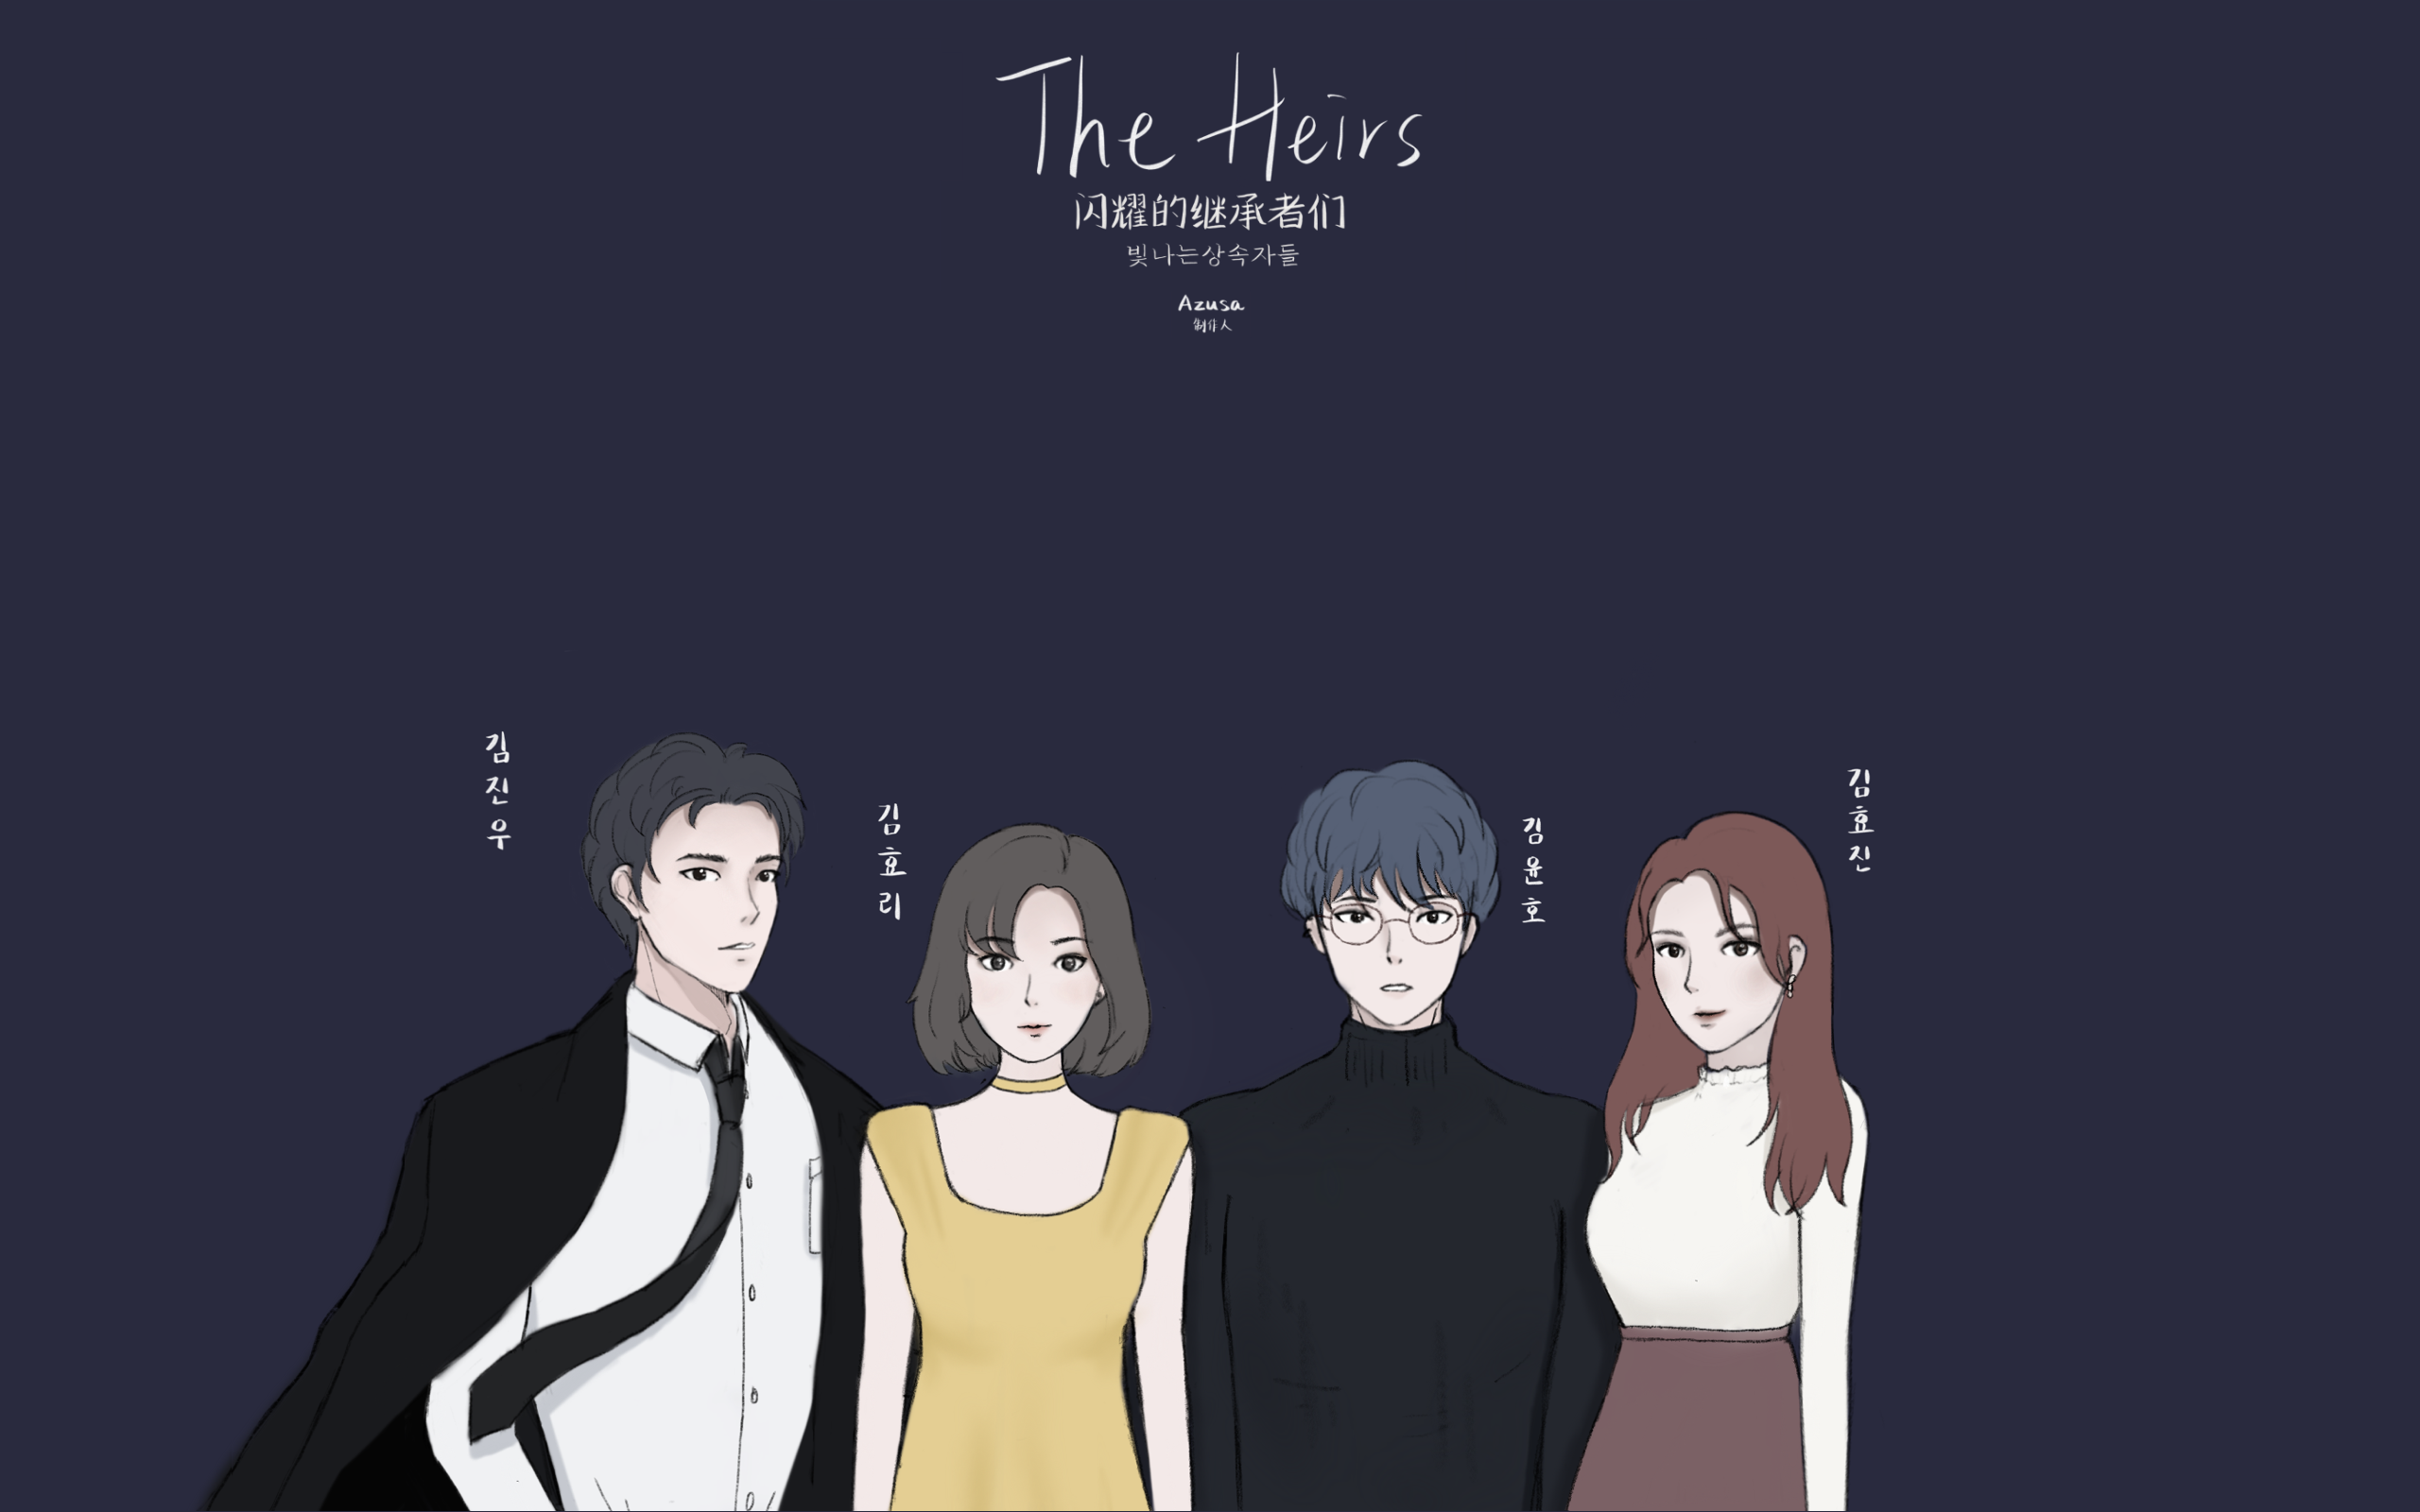 The Heirs
闪耀的继承者们
빛나는상속자들
Azusa
制作人
김진우
김효리
김윤호
김효진